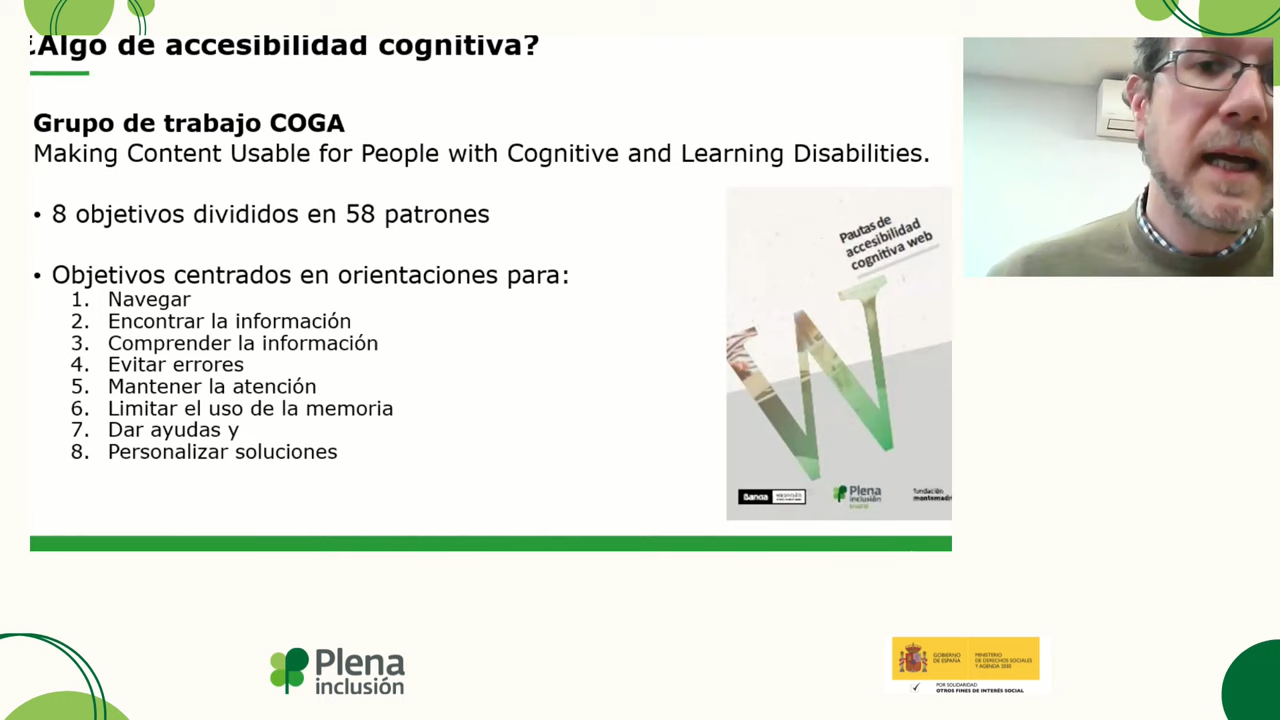 ¿Algo de accesibilidad cognitiva?
Grupo de trabajo COGA
Making Content Usable for People with Cognitive and Learning Disabilities.
• 8 objetivos divididos en 58 patrones
• Objetivos centrados en orientaciones para:
1. Navegar
2. Encontrar la información
3. Comprender la información
4. Evitar errores
5. Mantener la atención
6. Limitar el uso de la memoria
7. Dar ayudas y
8. Personalizar soluciones
Pautas de
accesibilidad
cognitiva web
W
Bankia
Plena
inclusión
fundación
montemadri
Plena
inclusión
GOBIERNO
DE ESPAÑA
MINISTERIO
DE DERECHOS SOCIALES
Y AGENDA 2030
POR SOLIDARIDAD
OTROS FINES DE INTERÉS SOCIAL